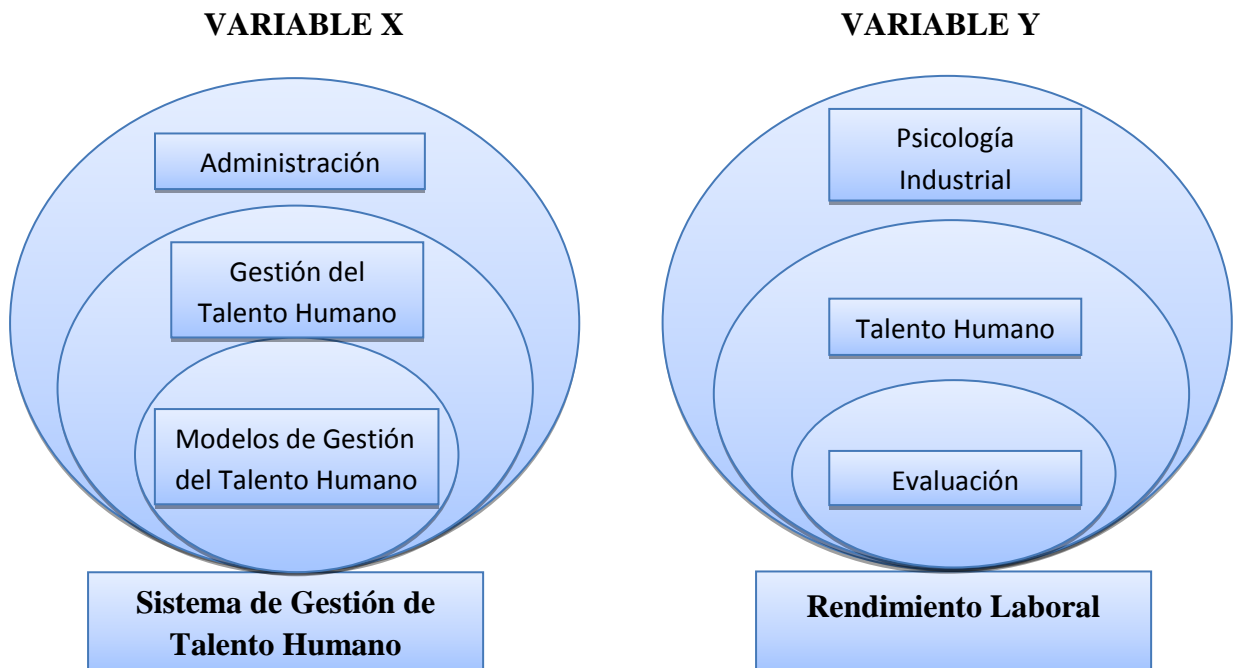 VARIABLE X
Administración
Gestión del
Talento Humano
Modelos de Gestión
del Talento Humano
Sistema de Gestión de
Talento Humano
VARIABLE Y
Psicología
Industrial
Talento Humano
Evaluación
Rendimiento Laboral